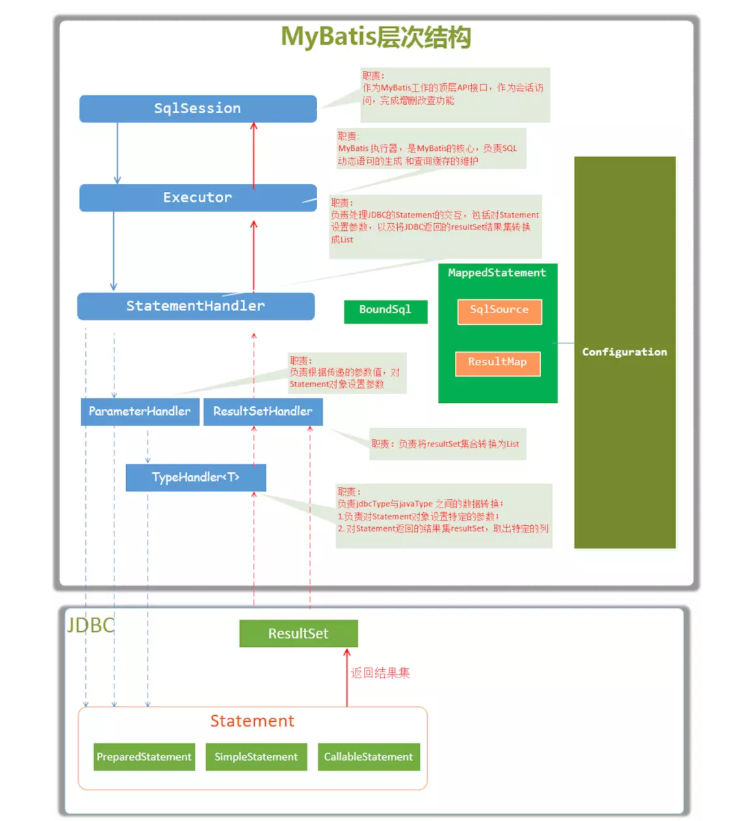 MyBatis层次结构
职责:
作为MyBatis工作的顶层API接口，作为会话访
问，完成增删改查功能
SqlSession
职责:
MyBatis 执行器，是MyBatis的核心，负责SQL
动态语句的生成 和查询缓存的维护
Executor
职责:
负责处理JDBC的Statement的交互，包括对Statement
设置参数，以及将JDBC返回的resultSet结果集转换
成List
StatementHandler
BoundSql
MappedStatement
SqlSource
ResultMap
Configuration
职责:
负责根据传递的参数值，对
Statement对象设置参数
ParameterHandler
ResultSetHandler
职责：负责将resultSet集合转换为List
TypeHandler<T>
职责:
负责jdbcType与javaType 之间的数据转换:
1.负责对Statement对象设置特定的参数:
2. 对Statement返回的结果集resultSet，取出特定的列
JDBC
ResultSet
返回结果集
Statement
PreparedStatement
SimpleStatement
CallableStatement